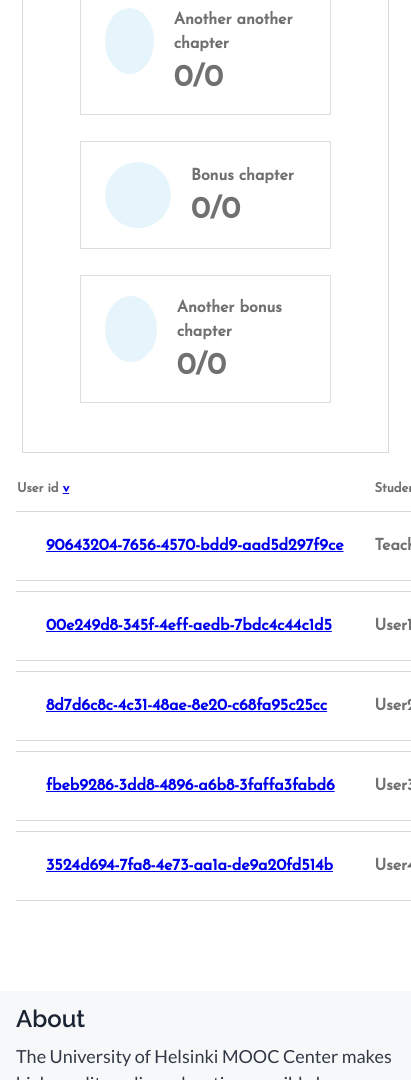 Another another
chapter
0/0
Bonus chapter
0/0
Another bonus
chapter
0/0
User id v
90643204-7656-4570-bdd9-aad5d297f9ce Teach
00e249d8-345f-4eff-aedb-7bdc4c44c1d5 User1
8d7d6c8c-4c31-48ae-8e20-c68fa95c25cc User2
fbeb9286-3dd8-4896-a6b8-3faffa3fabd6 User3
3524d694-7fa8-4e73-aa1a-de9a20fd514b User4
About
The University of Helsinki MOOC Center makes